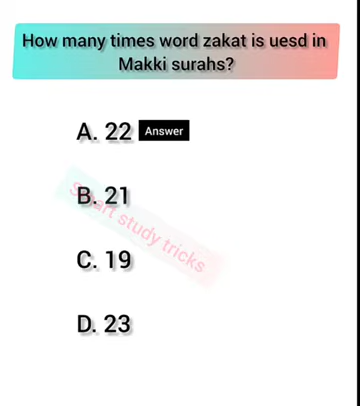 How many times word zakat is uesd in
Makki surahs?
A. 22 Answer
B. 21
Smart study tricks
C. 19
D. 23